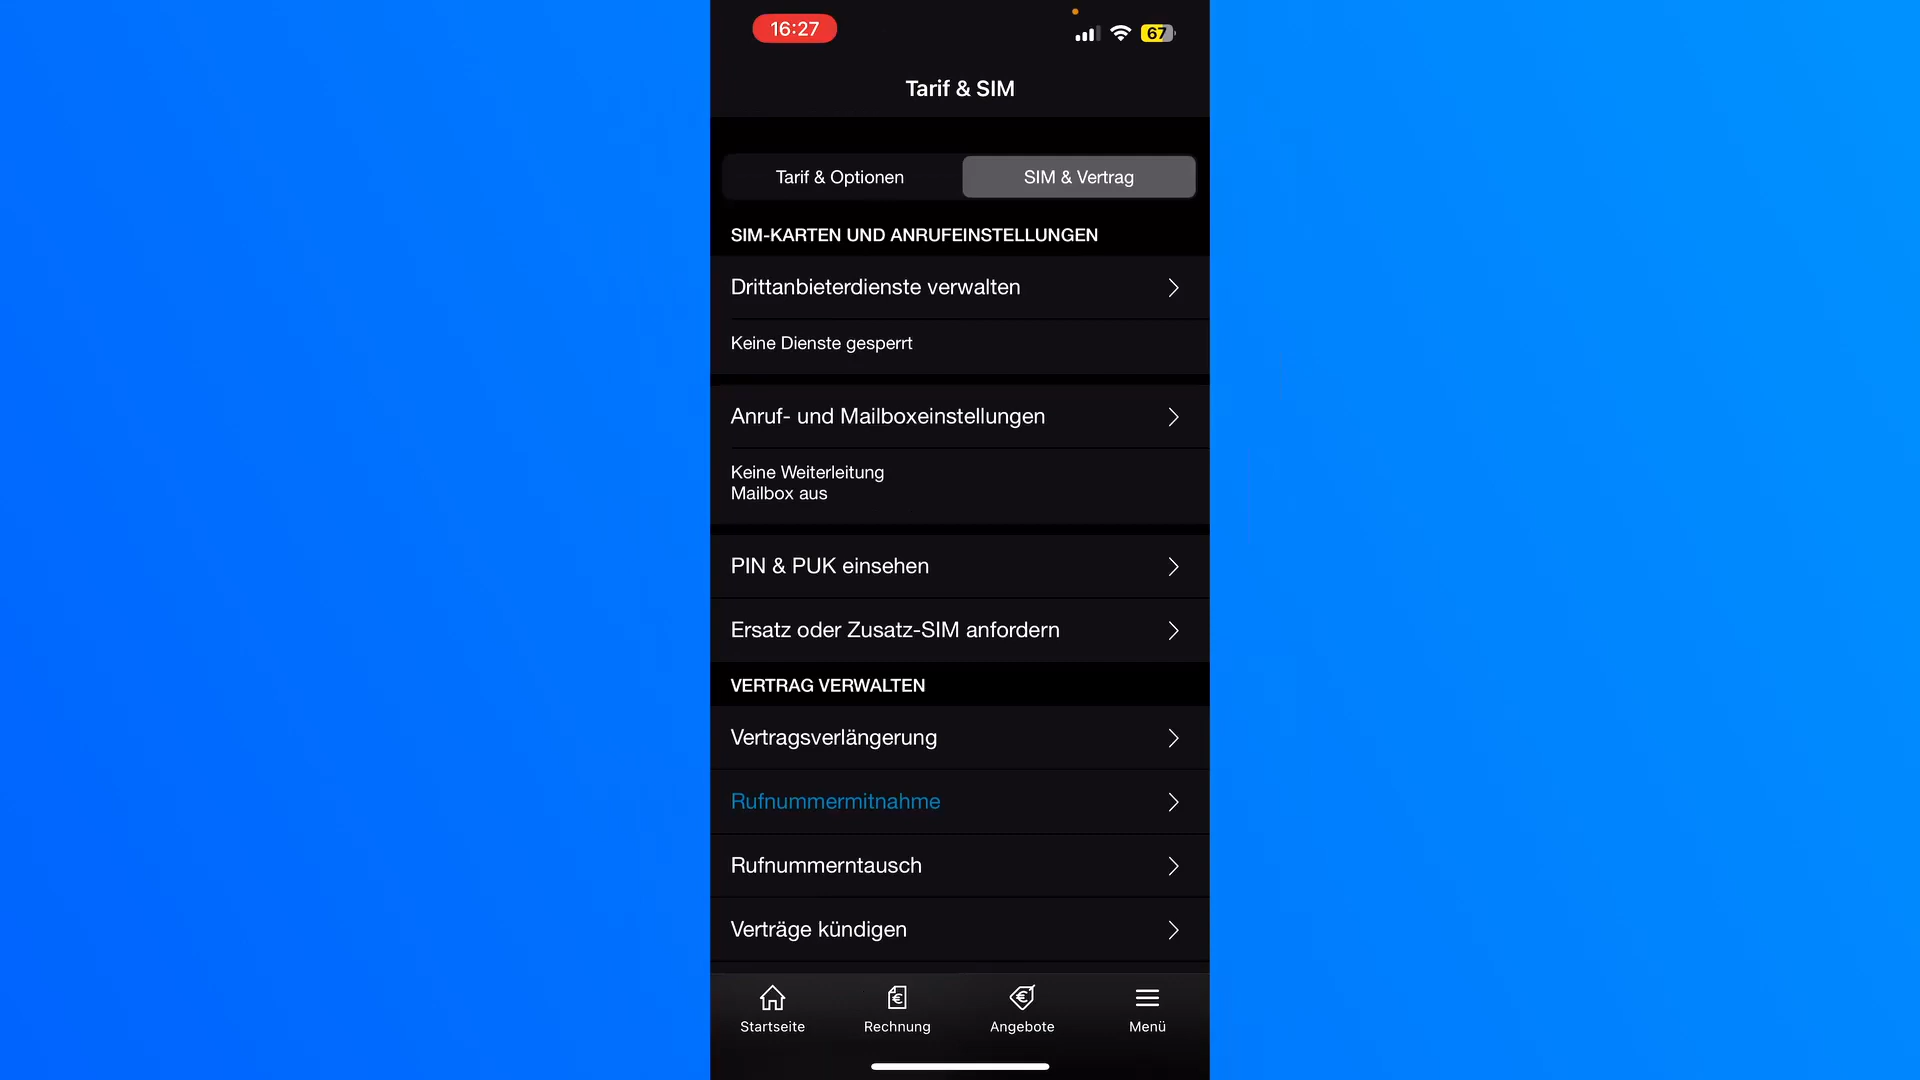 16:27
67
Tarif & SIM
Tarif & Optionen
SIM & Vertrag
SIM-KARTEN UND ANRUFEINSTELLUNGEN
Drittanbieterdienste verwalten
Keine Dienste gesperrt
Anruf- und Mailboxeinstellungen
Keine Weiterleitung
Mailbox aus
PIN & PUK einsehen
Ersatz oder Zusatz-SIM anfordern
VERTRAG VERWALTEN
Vertragsverlängerung
Rufnummermitnahme
Rufnummerntausch
Verträge kündigen
Startseite
Rechnung
Angebote
Menü